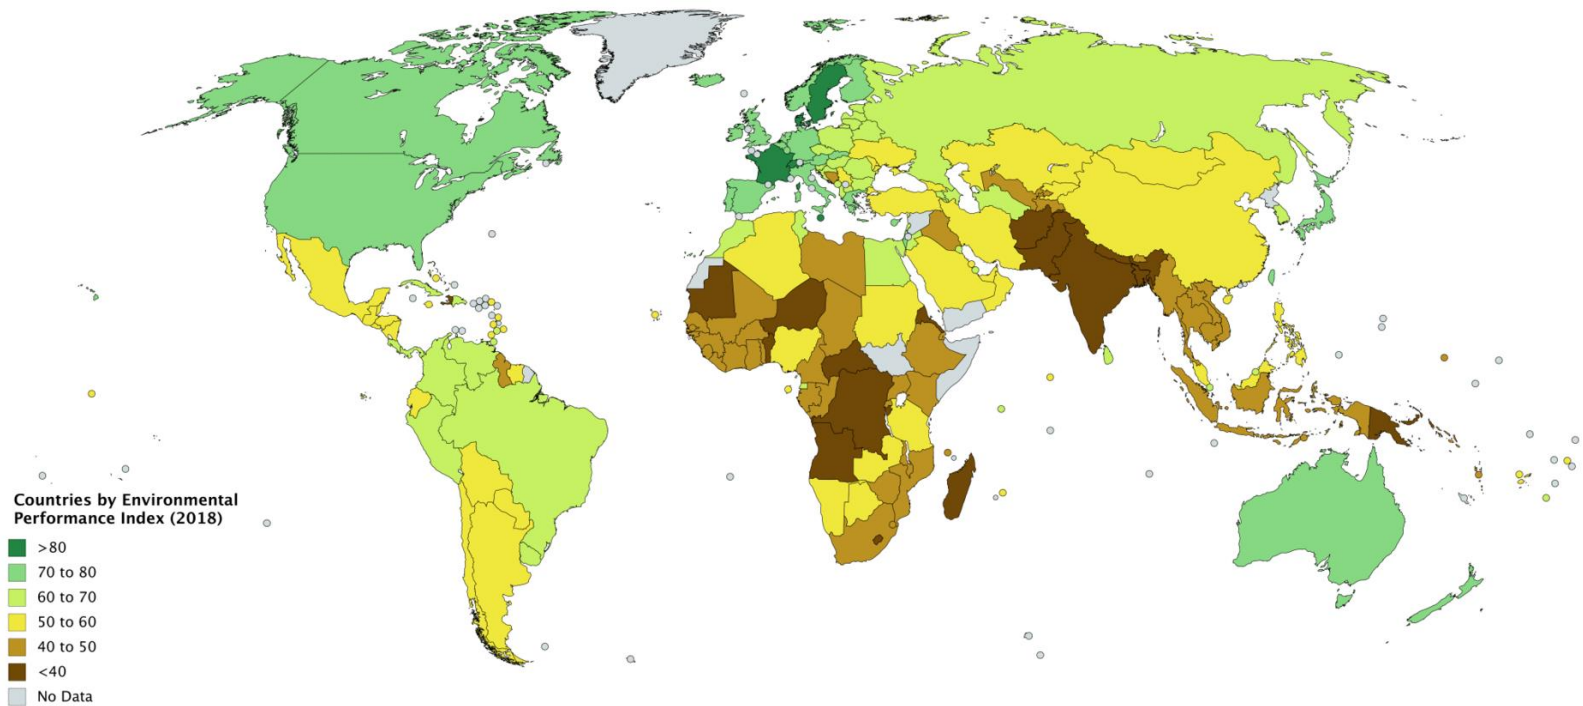 Countries by Environmental
Performance Index (2018)
>80
70 to 80
60 to 70
50 to 60
40 to 50
<40
No Data